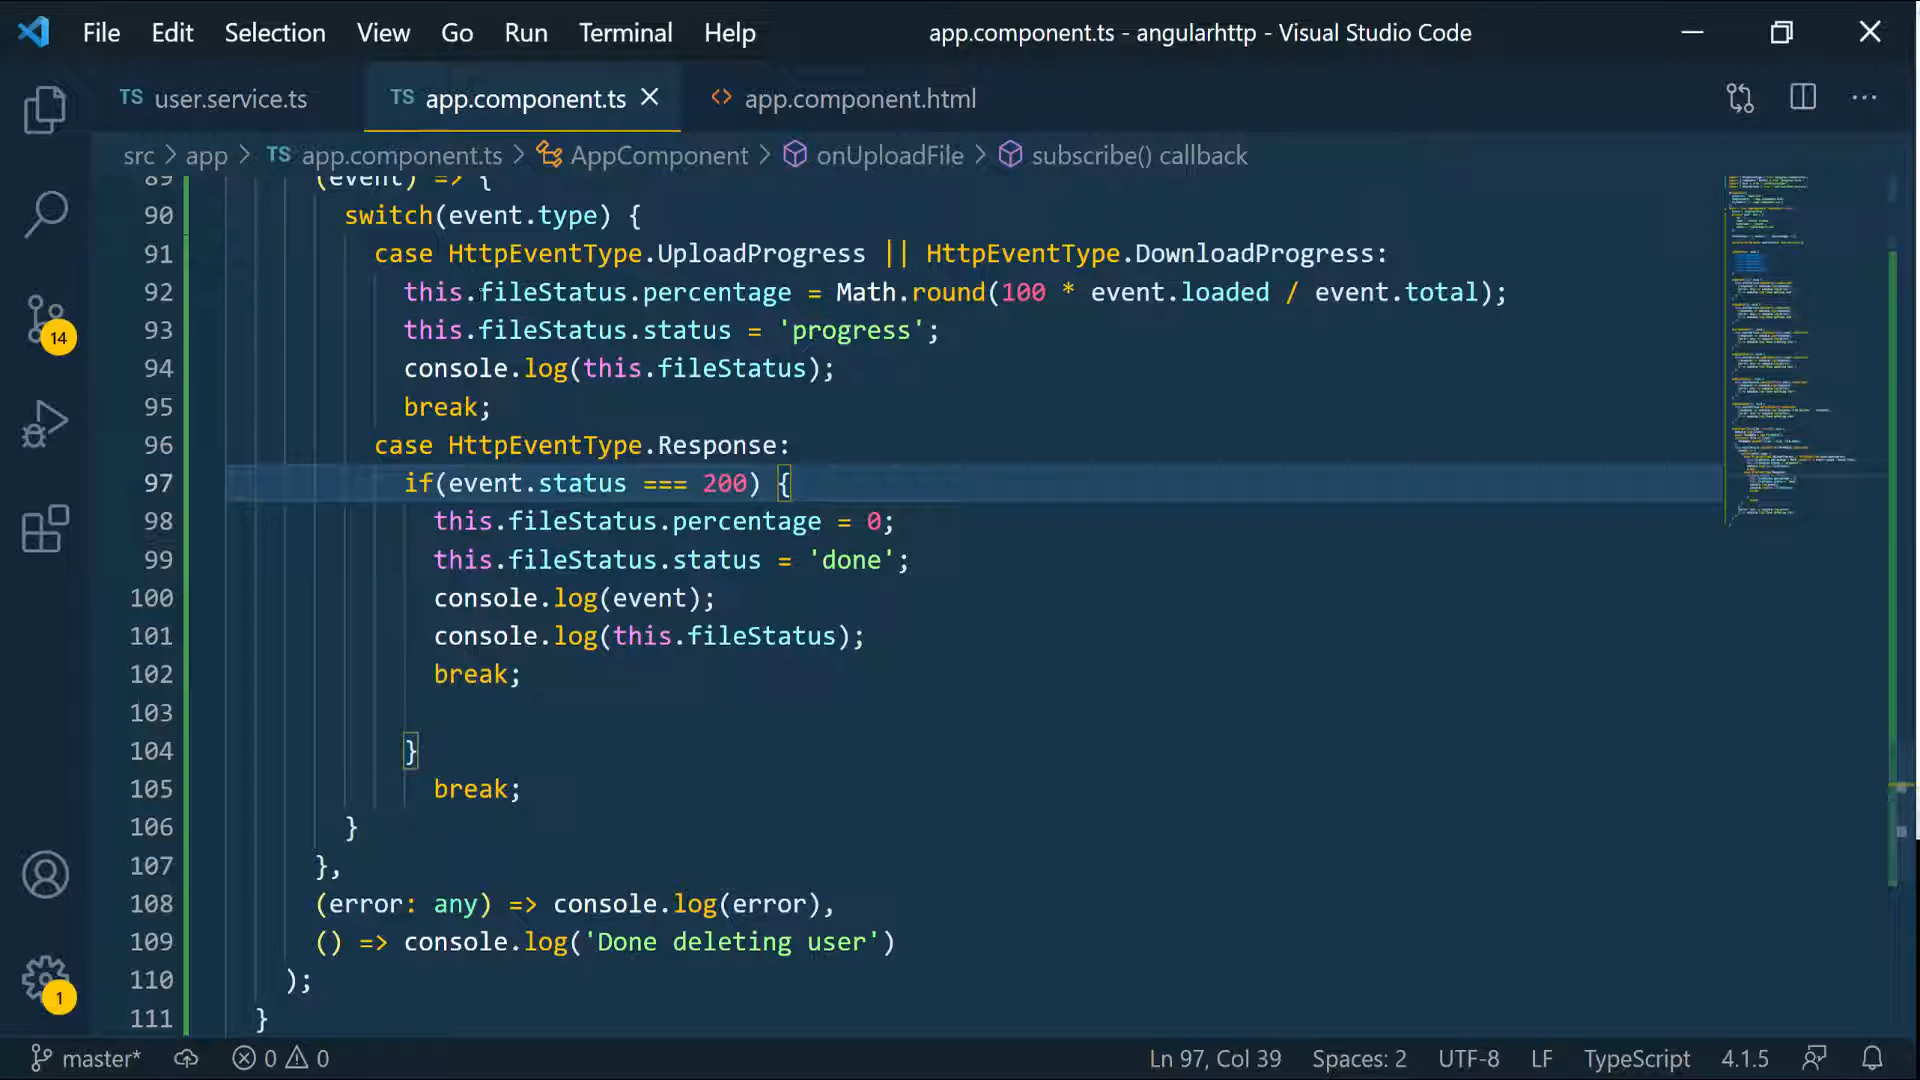 File Edit Selection View Go Run Terminal Help app.component.ts - angularhttp - Visual Studio Code
TS user.service.ts TS app.component.ts <> app.component.html
src > app > TS app.component.ts > AppComponent > onUploadFile > subscribe() callback
89 (event) => {
90 switch(event.type) {
91 case HttpEventType.UploadProgress || HttpEventType.DownloadProgress:
92 this.fileStatus.percentage = Math.round(100 * event.loaded / event.total);
93 this.fileStatus.status = 'progress';
94 console.log(this.fileStatus);
95 break;
96 case HttpEventType.Response:
97 if(event.status === 200) {
98 this.fileStatus.percentage = 0;
99 this.fileStatus.status = 'done';
100 console.log(event);
101 console.log(this.fileStatus);
102 break;
103
104 }
105 break;
106 }
107 },
108 (error: any) => console.log(error),
109 () => console.log('Done deleting user')
110 );
111 }
14
1
master* 0 0 Ln 97, Col 39 Spaces: 2 UTF-8 LF TypeScript 4.1.5